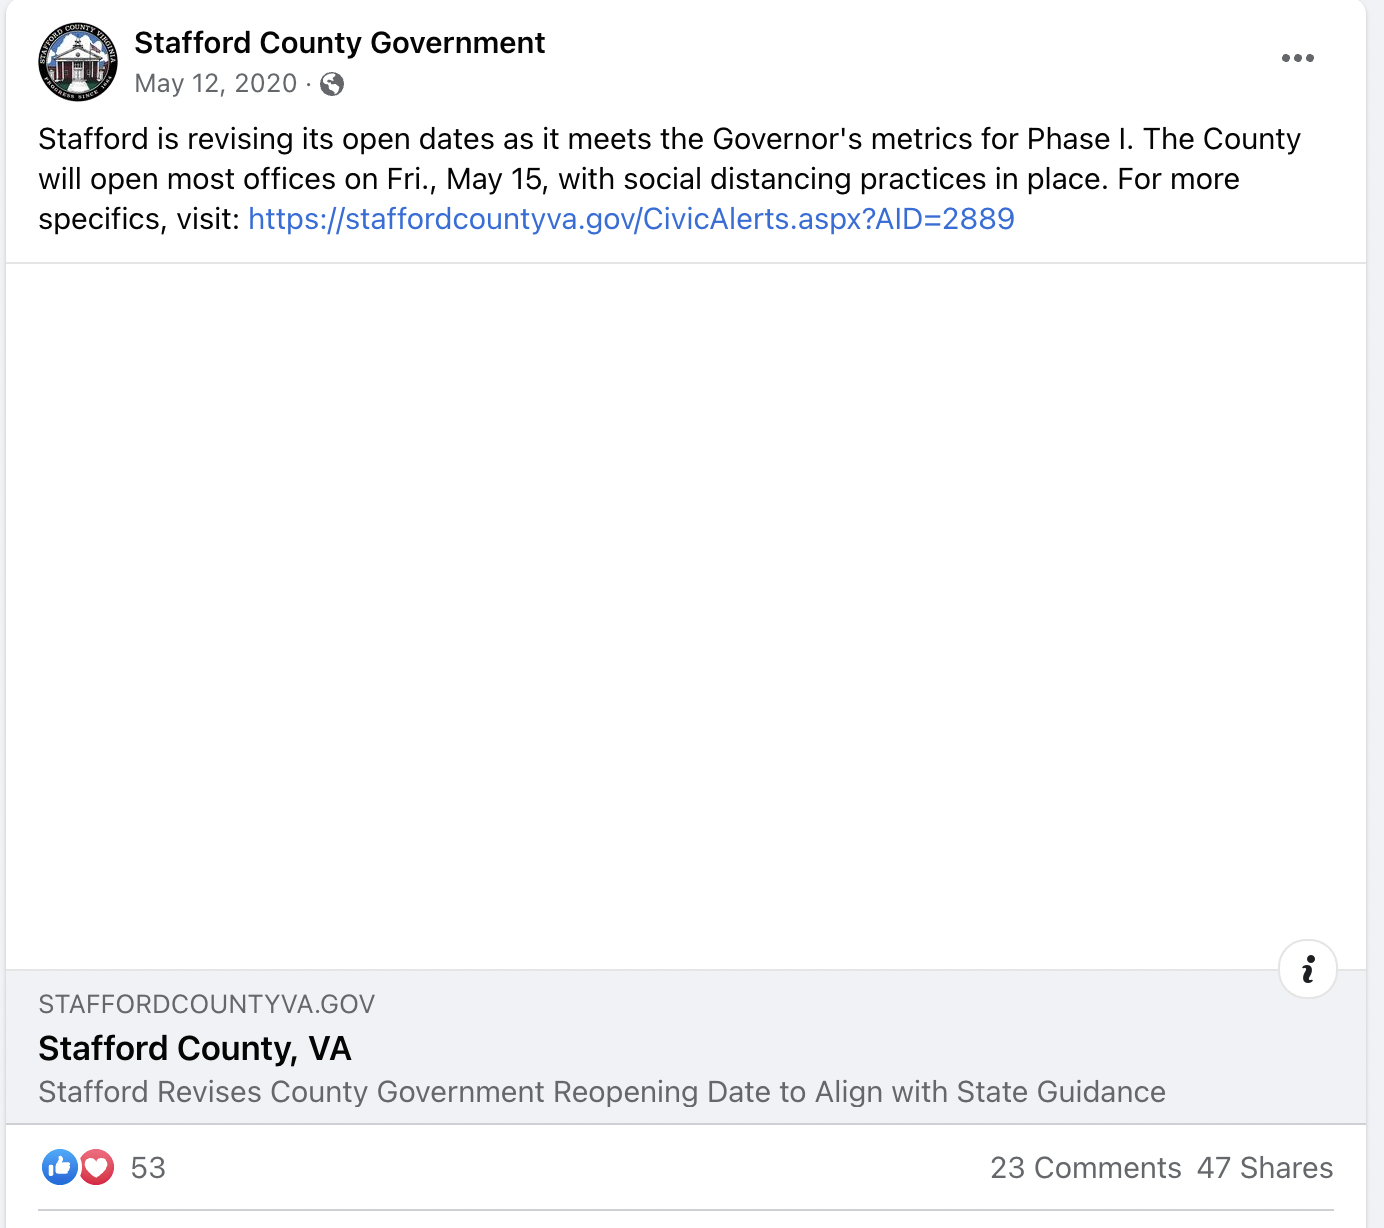 Stafford County Government
May 12, 2020 ·
Stafford is revising its open dates as it meets the Governor's metrics for Phase I. The County
will open most offices on Fri., May 15, with social distancing practices in place. For more
specifics, visit: https://staffordcountyva.gov/CivicAlerts.aspx?AID=2889
STAFFORDCOUNTYVA.GOV
Stafford County, VA
Stafford Revises County Government Reopening Date to Align with State Guidance
53 23 Comments 47 Shares